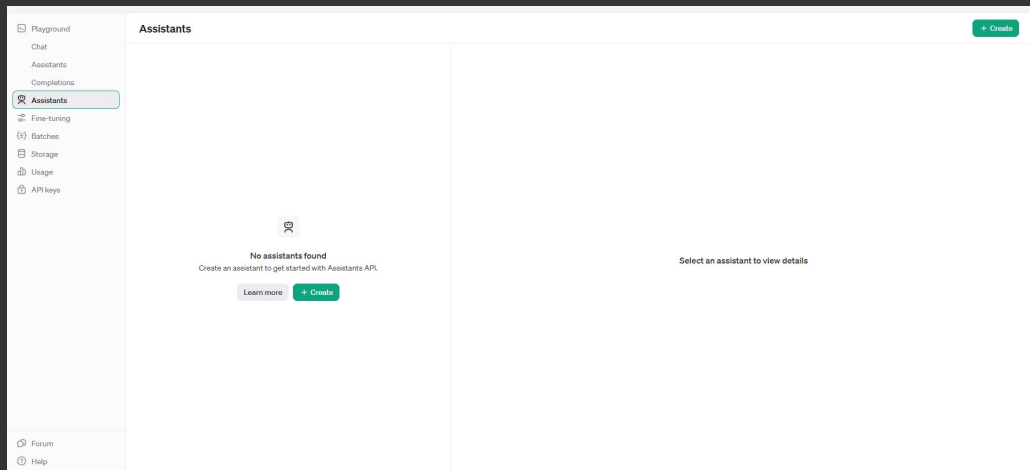 Playground
Chat
Assistants
Completions
Assistants
Fine-tuning
Batches
Storage
Usage
API keys
Forum
Help
Assistants
+ Create
No assistants found
Create an assistant to get started with Assistants API.
Learn more
+ Create
Select an assistant to view details